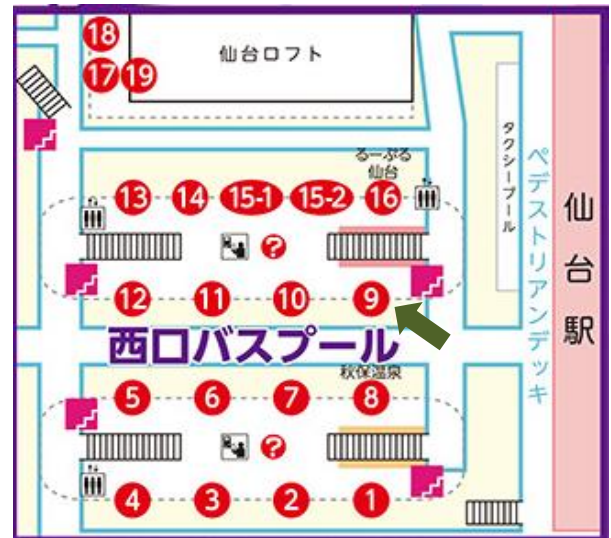 18
仙台ロフト
17 19
るーぷる
仙台
13 14 15-1 15-2 16
?
12 11 10 9
西口バスプール
秋保温泉
5 6 7 8
?
4 3 2 1
タクシープール
ペデストリアンデッキ
仙台駅